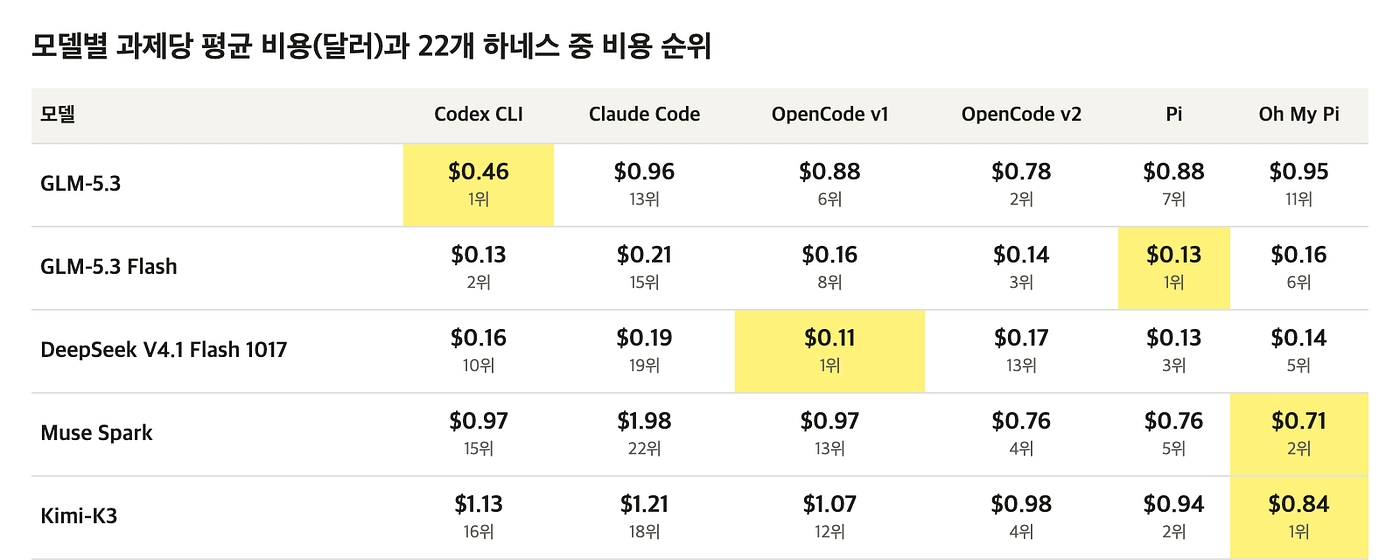 모델별 과제당 평균 비용(달러)과 22개 하네스 중 비용 순위
모델 Codex CLI Claude Code OpenCode v1 OpenCode v2 Pi Oh My Pi
GLM-5.3 $0.46 $0.96 $0.88 $0.78 $0.88 $0.95
1위 13위 6위 2위 7위 11위
GLM-5.3 Flash $0.13 $0.21 $0.16 $0.14 $0.13 $0.16
2위 15위 8위 3위 1위 6위
DeepSeek V4.1 Flash 1017 $0.16 $0.19 $0.11 $0.17 $0.13 $0.14
10위 19위 1위 13위 3위 5위
Muse Spark $0.97 $1.98 $0.97 $0.76 $0.76 $0.71
15위 22위 13위 4위 5위 2위
Kimi-K3 $1.13 $1.21 $1.07 $0.98 $0.94 $0.84
16위 18위 12위 4위 2위 1위